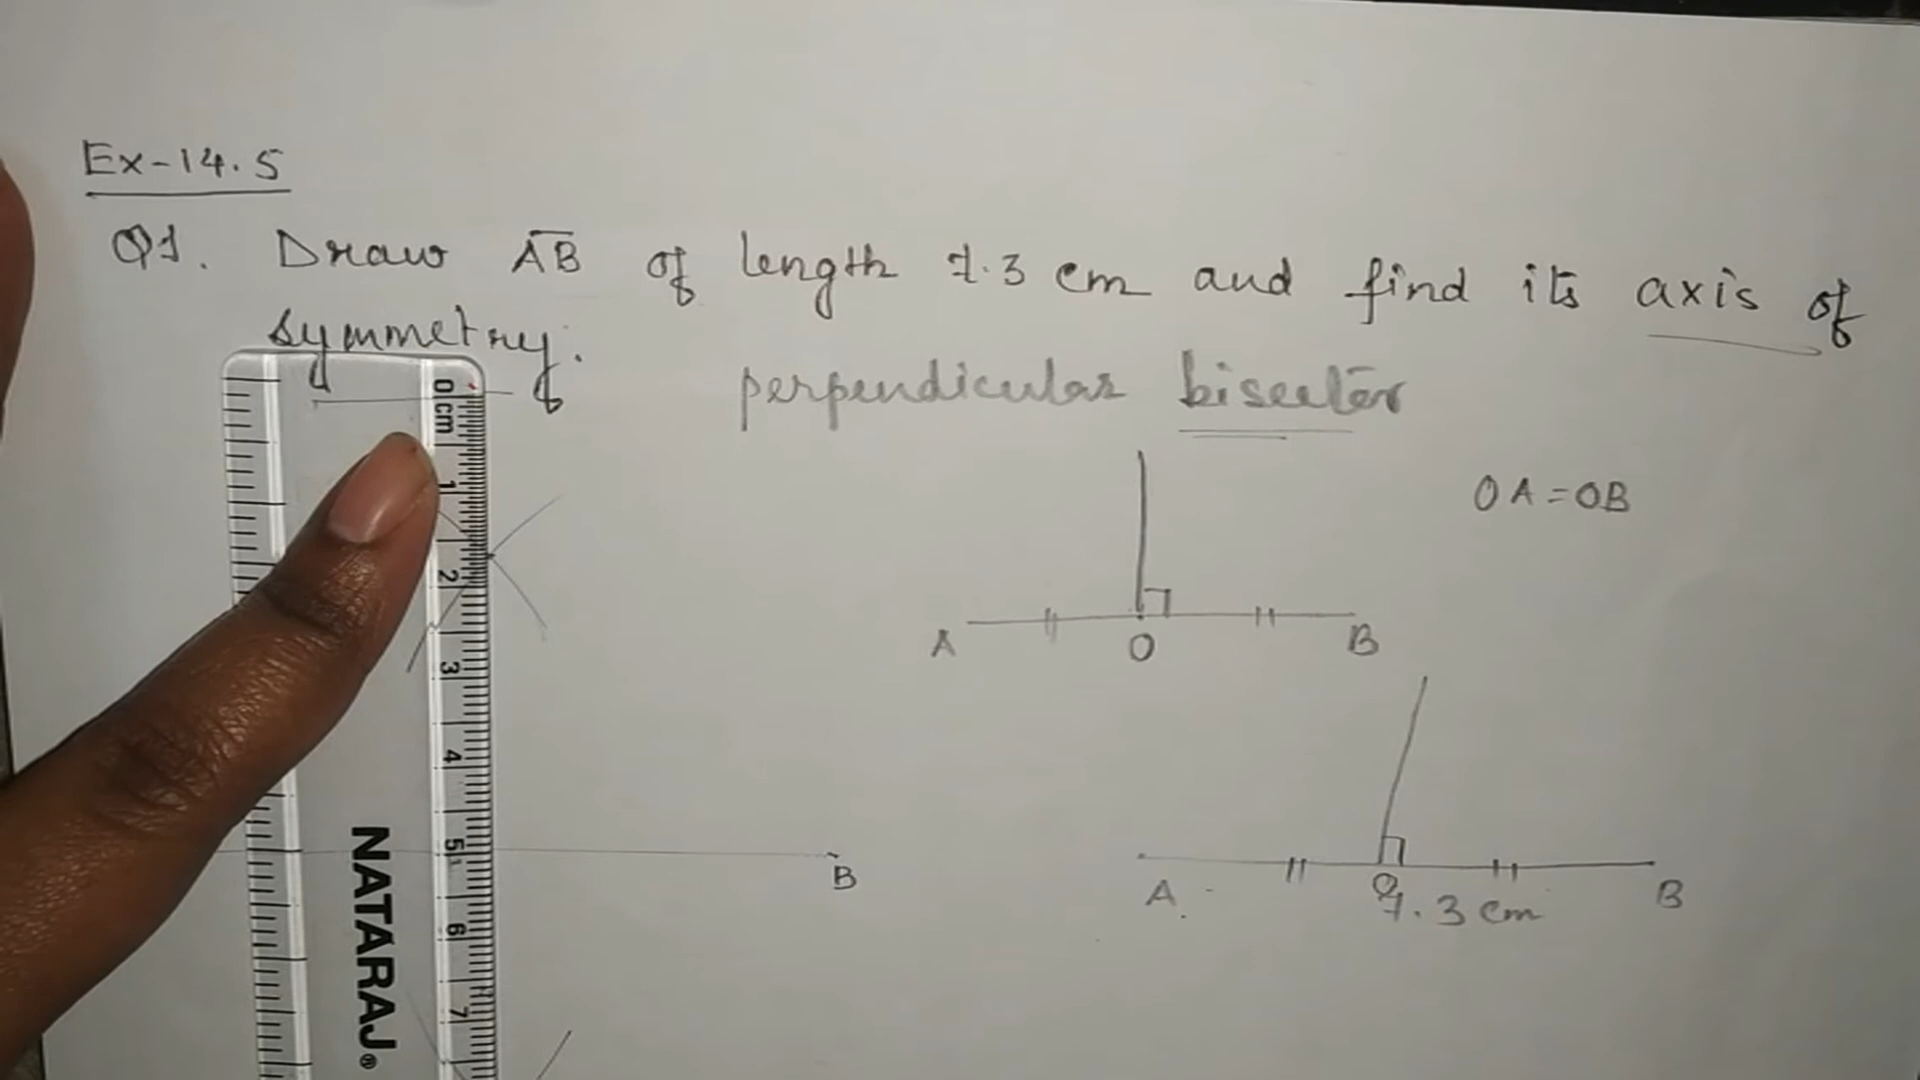 Ex-14.5
Q1. Draw AB of length 7.3 cm and find its axis of
symmetry.
perpendicular bisector
OA=OB
A O B
A O B
7.3 cm
B
0 cm 1 2 3 4 5 6 7
NATARAJ®